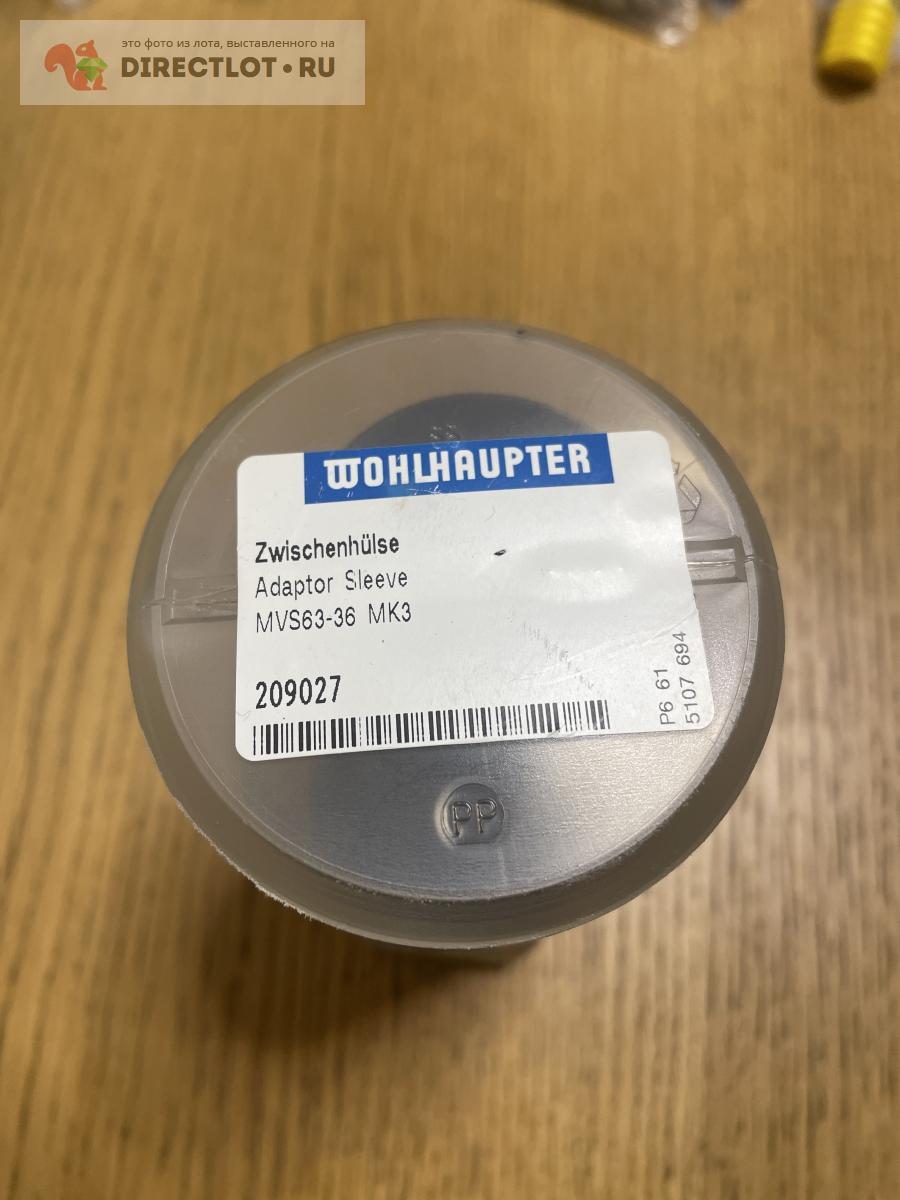 это фото из лота, выставленного на
DIRECTLOT•RU
WOHLHAUPTER
Zwischenhülse
Adaptor Sleeve
MVS63-36 MK3
209027
P6 61
5107 694
PP